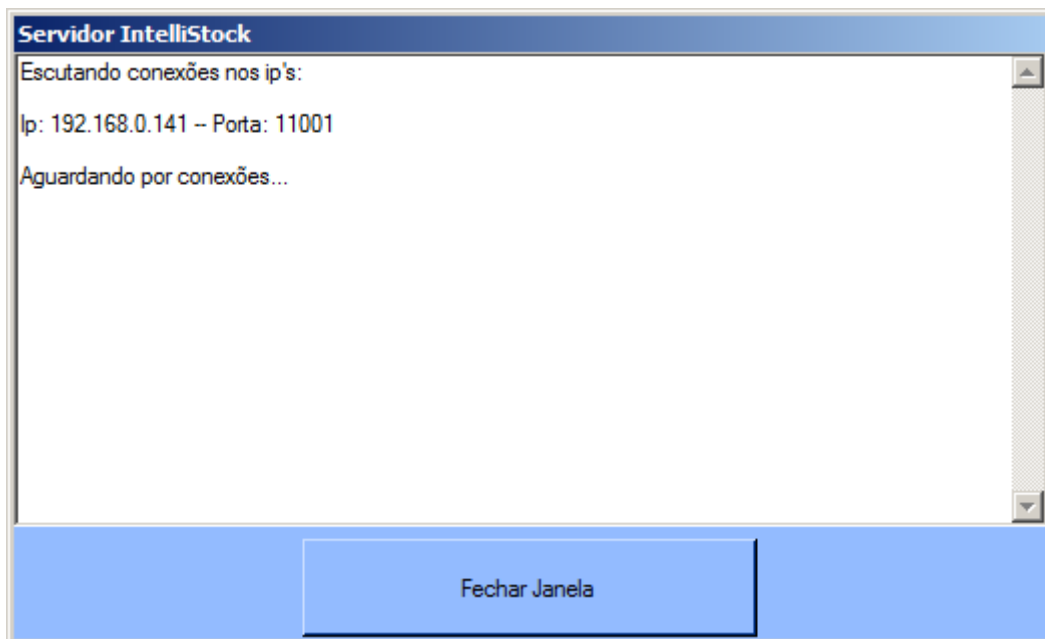 Servidor IntelliStock
Escutando conexões nos ip's:
Ip: 192.168.0.141 -- Porta: 11001
Aguardando por conexões...
Fechar Janela